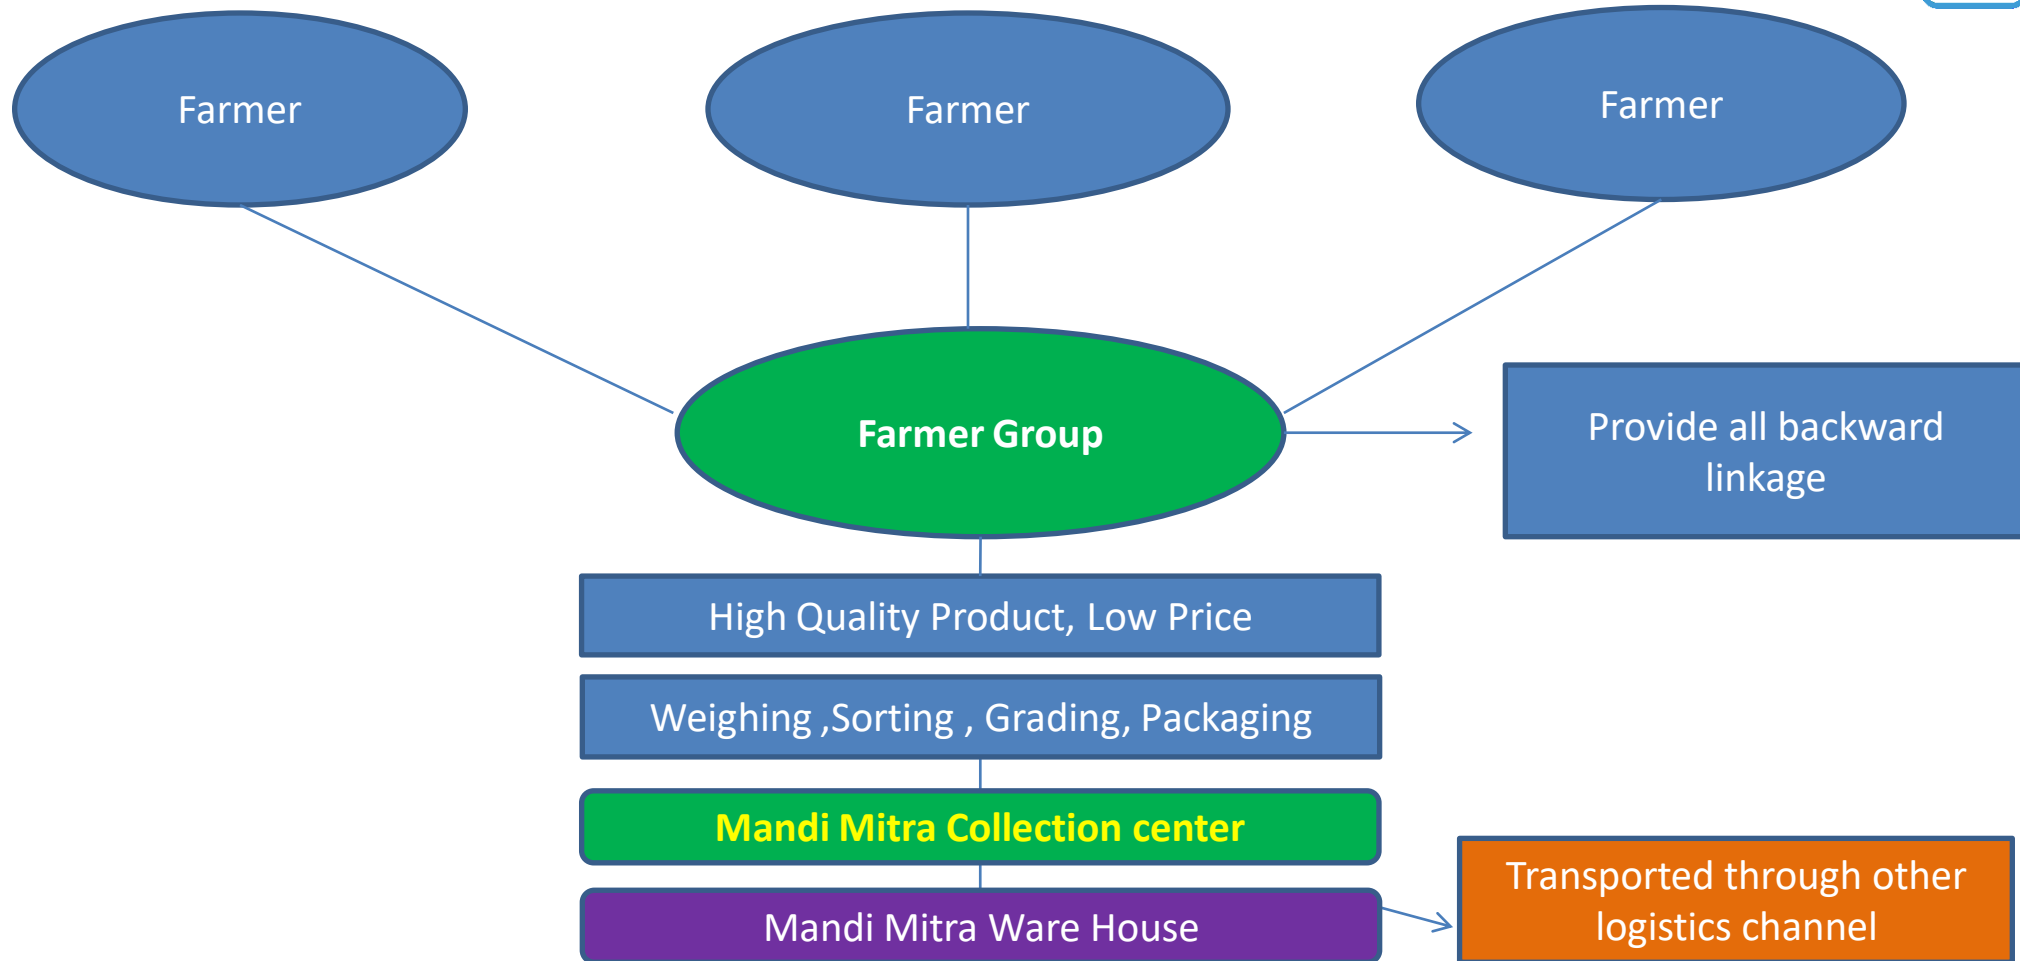 Farmer
Farmer
Farmer
Farmer Group
Provide all backward
linkage
High Quality Product, Low Price
Weighing ,Sorting , Grading, Packaging
Mandi Mitra Collection center
Mandi Mitra Ware House
Transported through other
logistics channel